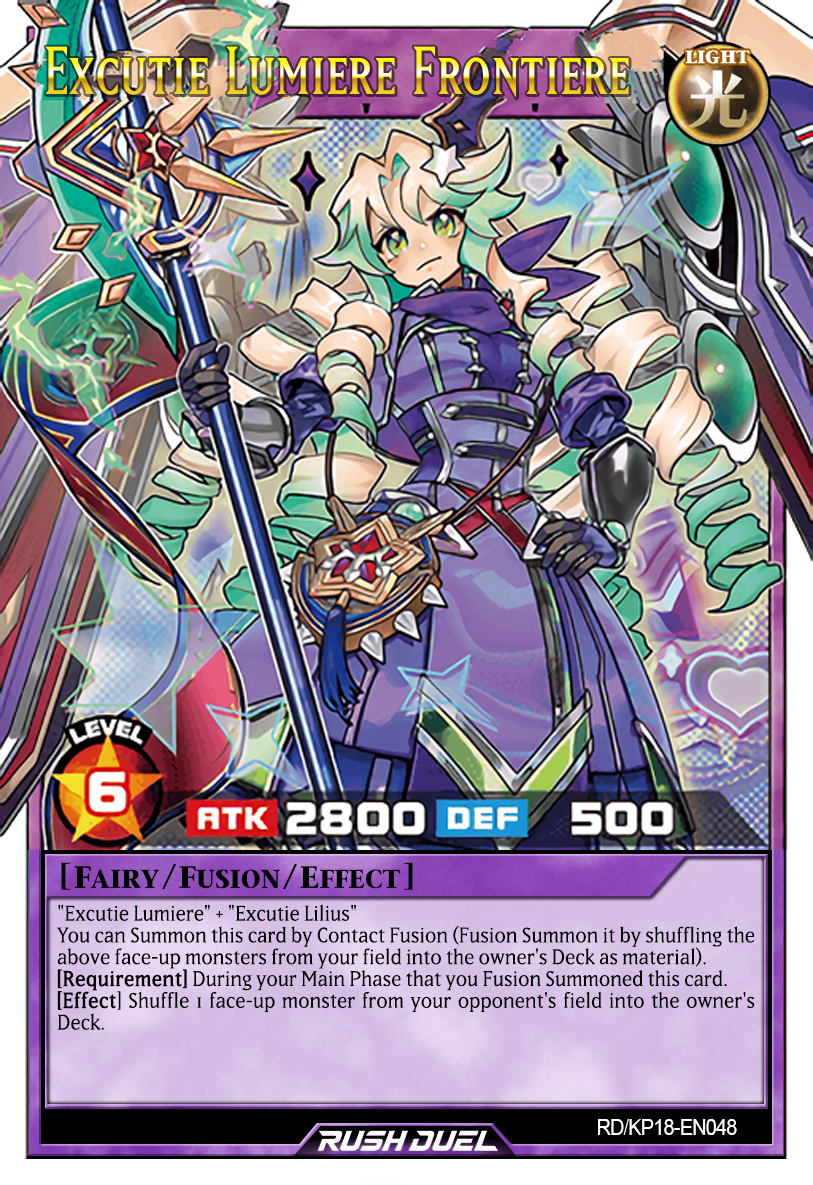 Excutie Lumiere Frontiere
LIGHT
光
LEVEL
6
ATK 2800 DEF 500
[Fairy/Fusion/Effect]
"Excutie Lumiere" + "Excutie Lilius"
You can Summon this card by Contact Fusion (Fusion Summon it by shuffling the
above face-up monsters from your field into the owner's Deck as material).
[Requirement] During your Main Phase that you Fusion Summoned this card.
[Effect] Shuffle 1 face-up monster from your opponent's field into the owner's
Deck.
RD/KP18-EN048
RUSH DUEL